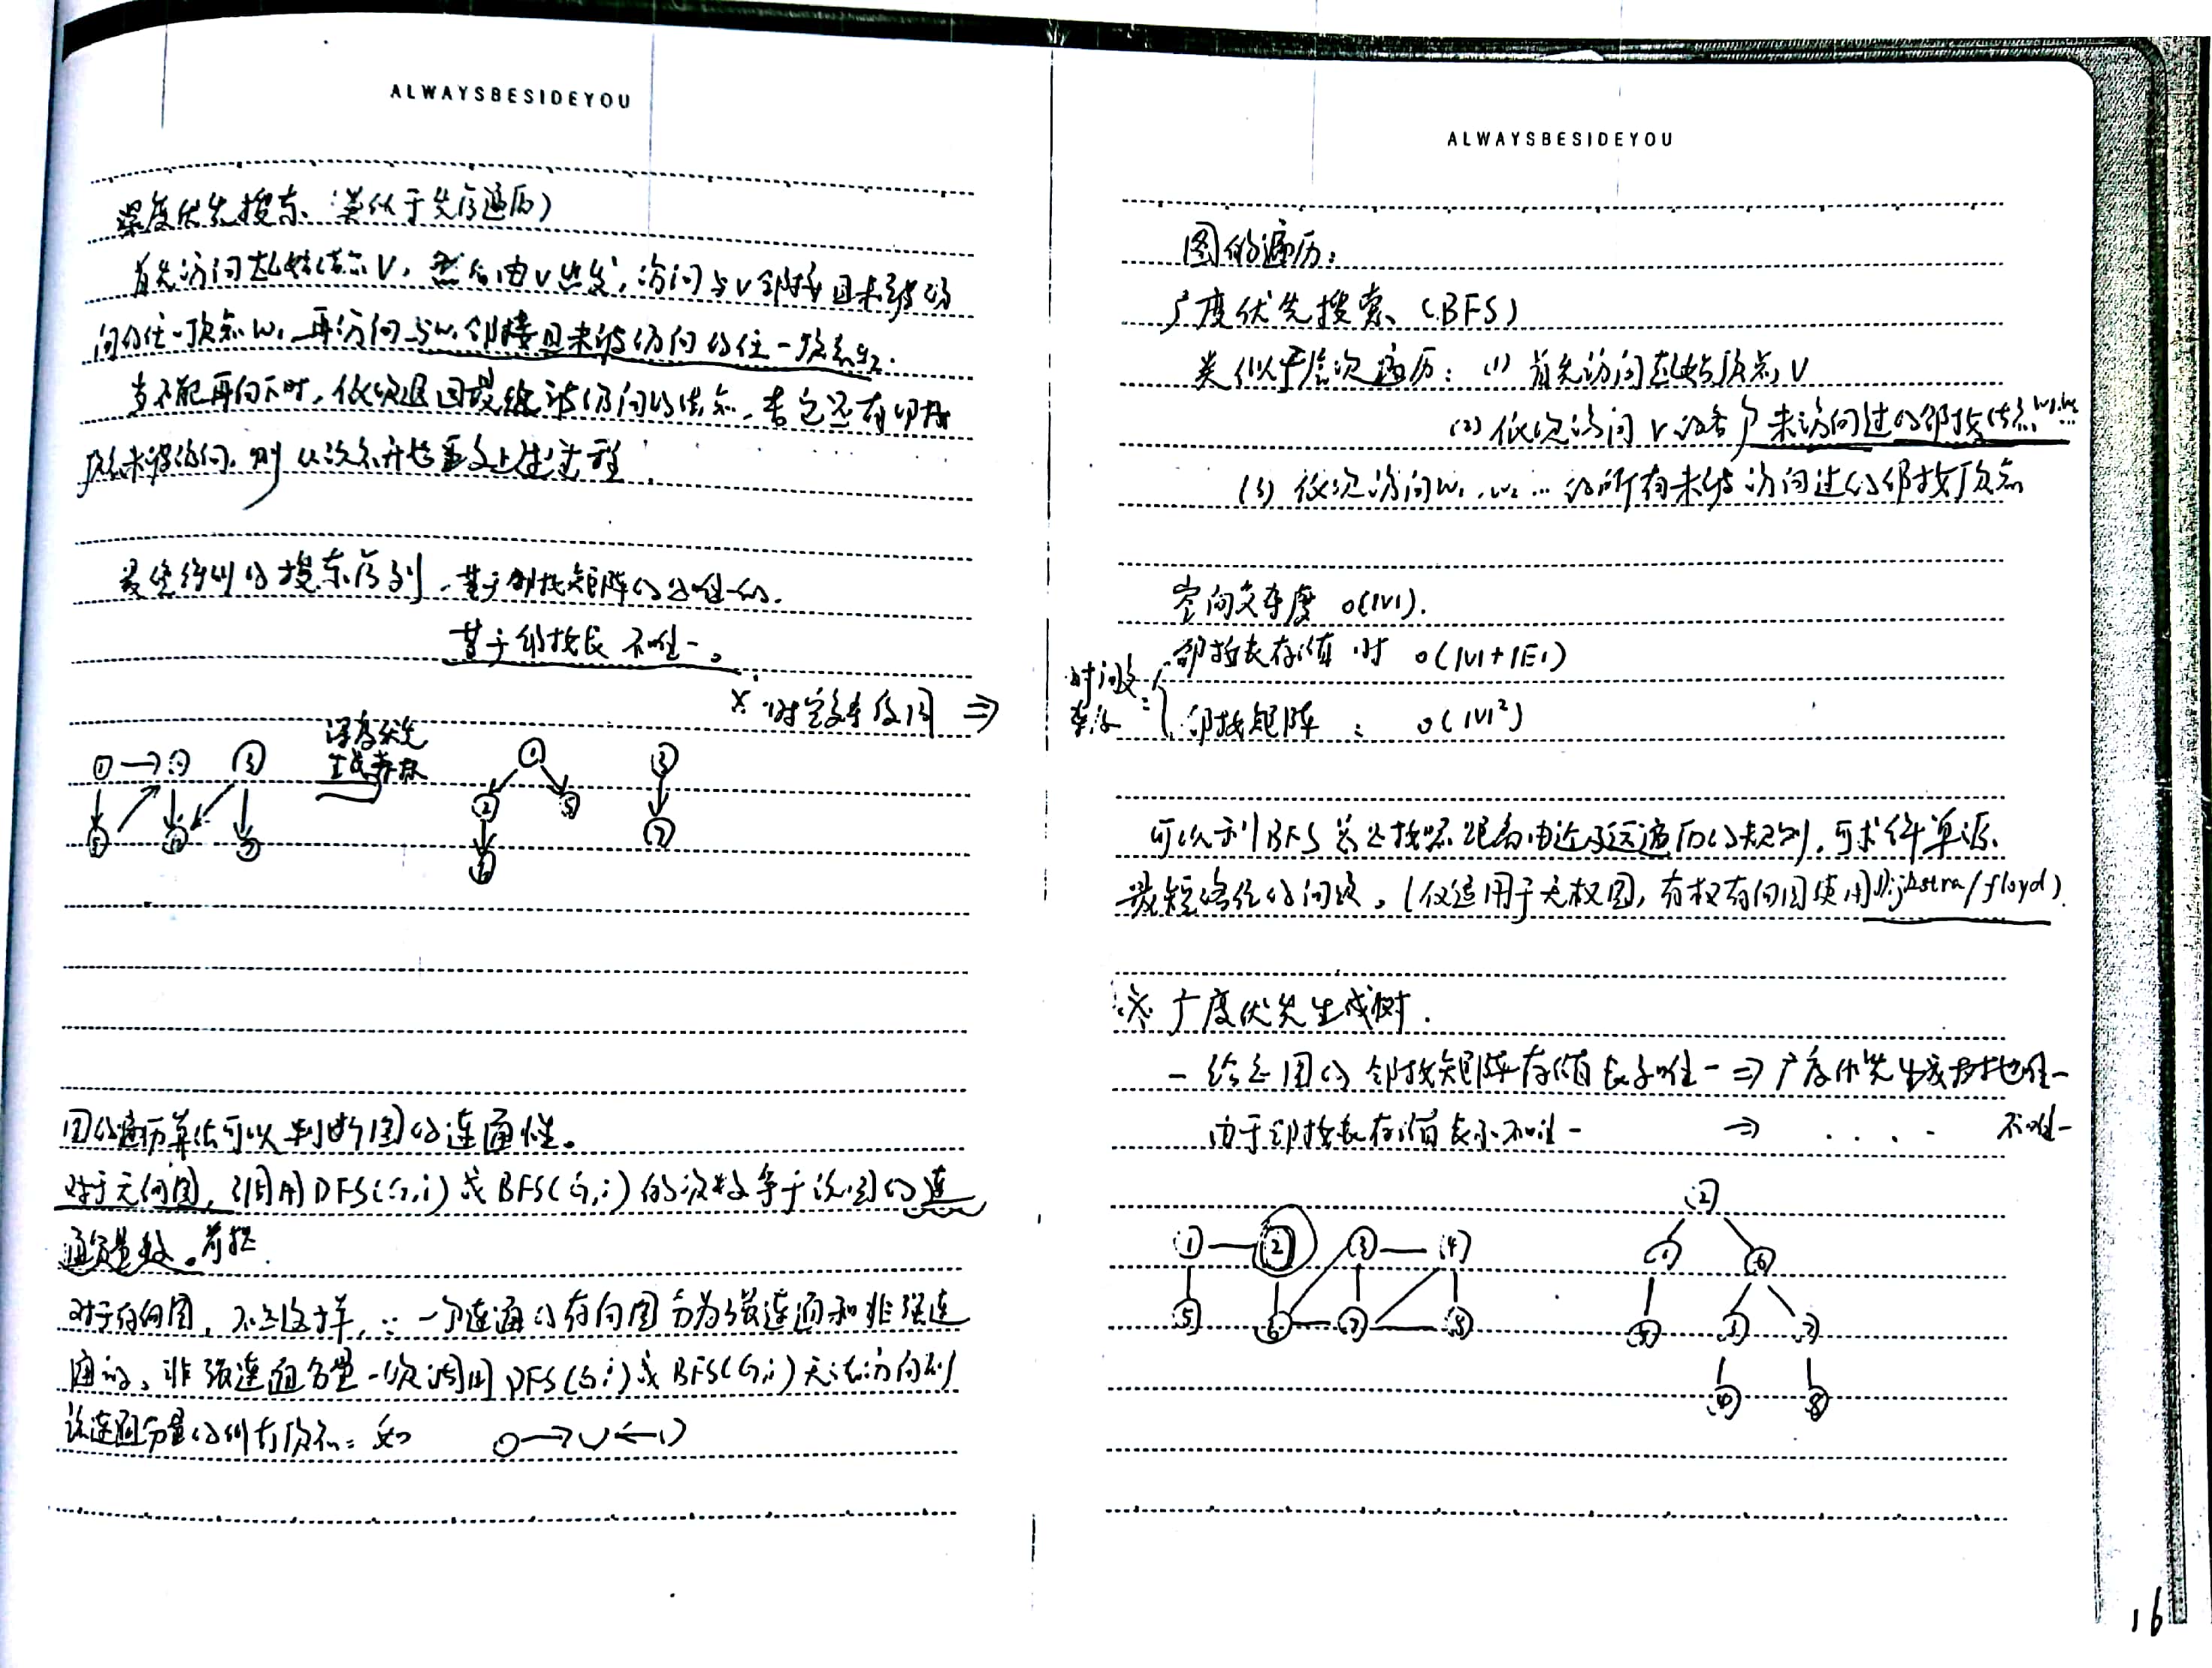 ALWAYSBESIDEYOU
深度优先搜索（类似于先序遍历）
首先访问起始结点V，然后由V出发，访问与V邻接且未被访
问的任一顶点W₁，再访问与W₁邻接且未被访问的任一顶点y₂.
当不能再向下时，依次退回最近被访问的结点，若它还有邻接
顶点未被访问，则从该点开始重复上述过程
最终得到的搜索序列，基于邻接矩阵的是唯一的.
基于邻接表 不唯一。
※ 时空复杂度同 ⇒
深度优先
生成森林
① ② ③
⑤ ⑥ ⑦
① ③
② ⑤ ⑦
⑥
图的遍历算法可以判断图的连通性。
对于无向图，调用DFS(G,i)或BFS(G,i)的次数等于该图的连
通分量数。
对于有向图，不是这样，∵一个连通的有向图分为强连通和非强连
通的，非强连通分量一次调用DFS(G,i)或BFS(G,i)无法访问到
该连通分量的所有顶点：如
ALWAYSBESIDEYOU
图的遍历：
广度优先搜索（BFS）
类似于层次遍历：(1) 首先访问起始顶点V
(2) 依次访问V的各个未访问过的邻接结点W₁.W₂...
(3) 依次访问W₁,W₂...的所有未被访问过的邻接顶点
空间复杂度 o(|V|).
时间复杂度：
邻接表存储时 o(|V|+|E|)
邻接矩阵： o(|V|²)
可以利BFS总是按照距离由近及远遍历的规则，可求解单源
最短路径的问题。（仅适用于无权图，有权有向图使用Dijkstra/floyd）.
※ 广度优先生成树.
一给定图的邻接矩阵存储表示唯一⇒广度优先生成树也唯一
由于邻接表存储表示不唯一 ⇒ .... 不唯一
① ② ③ ④
⑤ ⑥ ⑦ ⑧
②
① ⑥
⑤ ③ ⑦
④ ⑧
16